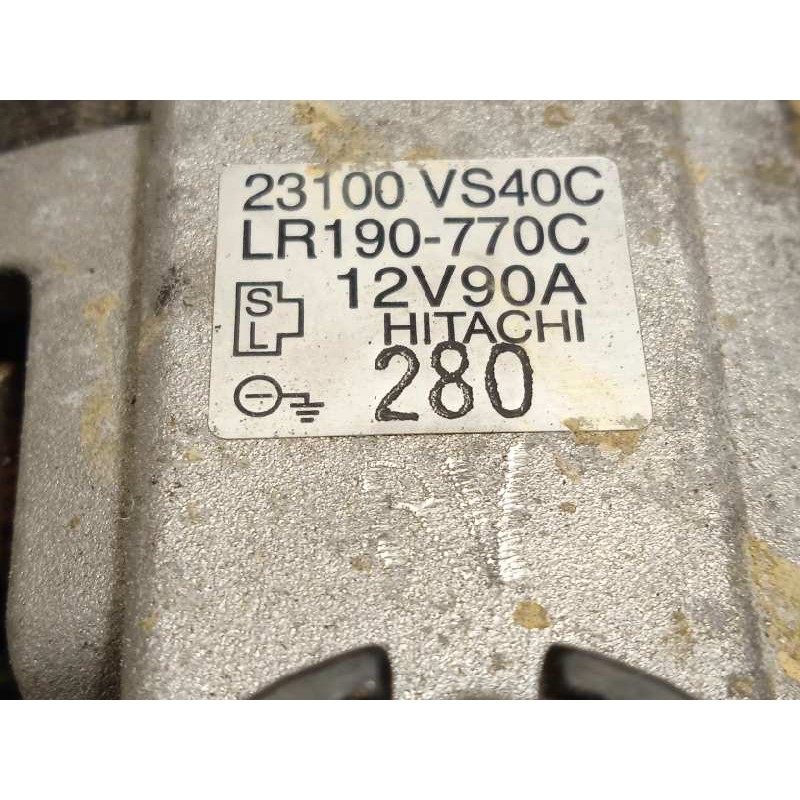 23100 VS40C
LR190-770C
S 12V90A
L HITACHI
280